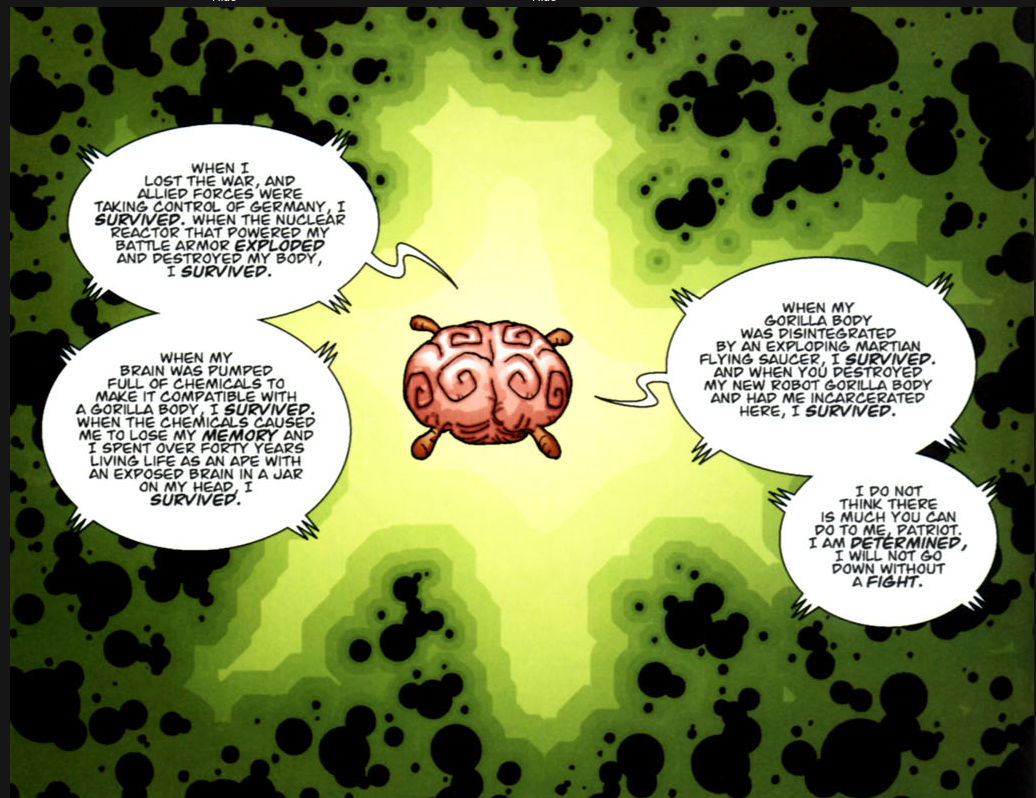 WHEN I
LOST THE WAR, AND
ALLIED FORCES WERE
TAKING CONTROL OF GERMANY, I
SURVIVED. WHEN THE NUCLEAR
REACTOR THAT POWERED MY
BATTLE ARMOR EXPLODED
AND DESTROYED MY BODY,
I SURVIVED.
WHEN MY
BRAIN WAS PUMPED
FULL OF CHEMICALS TO
MAKE IT COMPATIBLE WITH
A GORILLA BODY, I SURVIVED.
WHEN THE CHEMICALS CAUSED
ME TO LOSE MY MEMORY AND
I SPENT OVER FORTY YEARS
LIVING LIFE AS AN APE WITH
AN EXPOSED BRAIN IN A JAR
ON MY HEAD, I
SURVIVED.
WHEN MY
GORILLA BODY
WAS DISINTEGRATED
BY AN EXPLODING MARTIAN
FLYING SAUCER, I SURVIVED.
AND WHEN YOU DESTROYED
MY NEW ROBOT GORILLA BODY
AND HAD ME INCARCERATED
HERE, I SURVIVED.
I DO NOT
THINK THERE
IS MUCH YOU CAN
DO TO ME, PATRIOT.
I AM DETERMINED,
I WILL NOT GO
DOWN WITHOUT
A FIGHT.